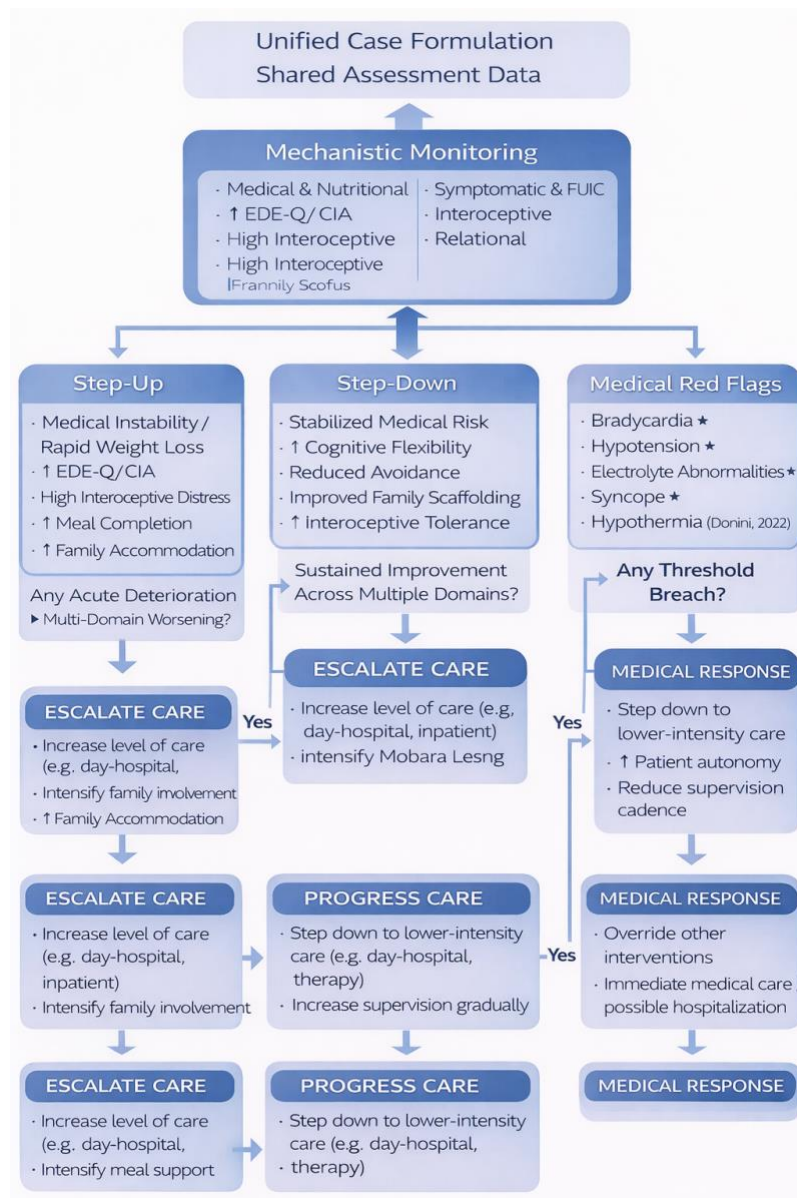 Unified Case Formulation
Shared Assessment Data
Mechanistic Monitoring
· Medical & Nutritional
· ↑ EDE-Q/CIA
· High Interoceptive
· High Interoceptive
|Frannily Scofus
· Symptomatic & FUIC
· Interoceptive
· Relational
Step-Up
· Medical Instability /
Rapid Weight Loss
· ↑ EDE-Q/CIA
· High Interoceptive Distress
· ↑ Meal Completion
· ↑ Family Accommodation
Any Acute Deterioration
▶ Multi-Domain Worsening?
Step-Down
· Stabilized Medical Risk
· ↑ Cognitive Flexibility
· Reduced Avoidance
· Improved Family Scaffolding
· ↑ Interoceptive Tolerance
Sustained Improvement
Across Multiple Domains?
Medical Red Flags
· Bradycardia ★
· Hypotension ★
· Electrolyte Abnormalities ★
· Syncope ★
· Hypothermia (Donini, 2022)
Any Threshold
Breach?
ESCALATE CARE
· Increase level of care
(e.g. day-hospital,
· Intensify family involvement
· ↑ Family Accommodation
Yes
ESCALATE CARE
· Increase level of care (e.g,
day-hospital, inpatient)
· intensify Mobara Lesng
Yes
MEDICAL RESPONSE
· Step down to
lower-intensity care
· ↑ Patient autonomy
· Reduce supervision
cadence
ESCALATE CARE
· Increase level of care
(e.g. day-hospital,
inpatient)
· Intensify family involvement
PROGRESS CARE
· Step down to lower-intensity
care (e.g. day-hospital,
therapy)
· Increase supervision gradually
Yes
MEDICAL RESPONSE
· Override other
interventions
· Immediate medical care
possible hospitalization
ESCALATE CARE
· Increase level of care
(e.g. day-hospital,
· Intensify meal support
PROGRESS CARE
· Step down to lower-intensity
care (e.g. day-hospital,
· therapy)
MEDICAL RESPONSE